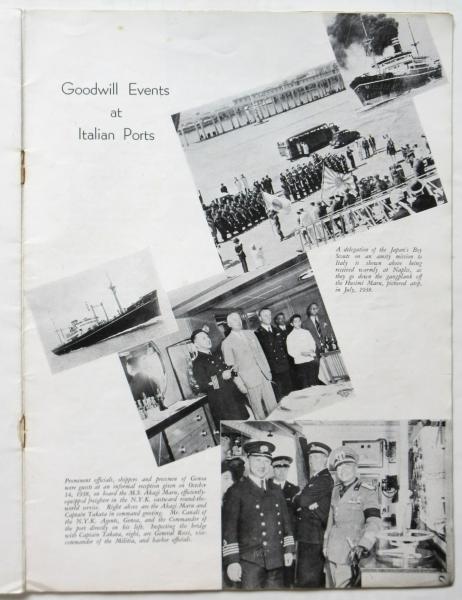 Goodwill Events
at
Italian Ports
A delegation of the Japan's Boy
Scouts on an amity mission to
Italy is shown above being
received warmly at Naples, as
they go down the gangplank of
the Husimi Maru, pictured atop,
in July, 1938.
Prominent officials, shippers and pressmen of Genoa
were guests at an informal reception given on October
14, 1938, on board the M.S. Akagi Maru, efficiently-
equipped freighter in the N.Y.K. eastward round-the-
world service. Right above are the Akagi Maru and
Captain Takata in command greeting. Mr. Canali of
the N.Y.K. Agents, Genoa, and the Commander of
the port directly on his left. Inspecting the bridge
with Captain Takata, right, are General Rossi, vice-
commander of the Militia, and harbor officials.